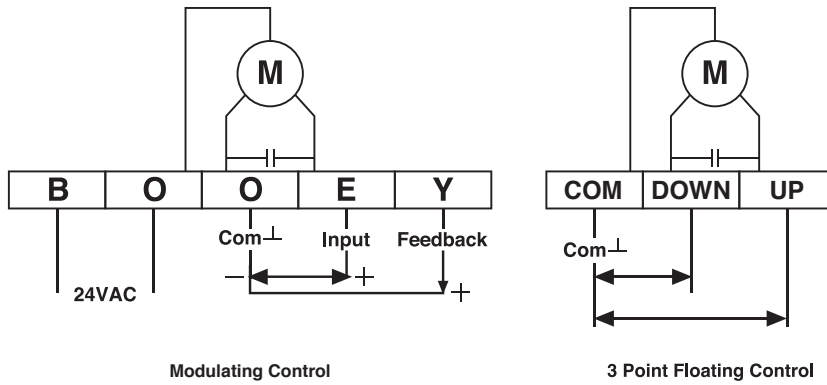 M
B O O E Y
Com Input Feedback
− +
24VAC
+
Modulating Control
M
COM DOWN UP
Com
3 Point Floating Control